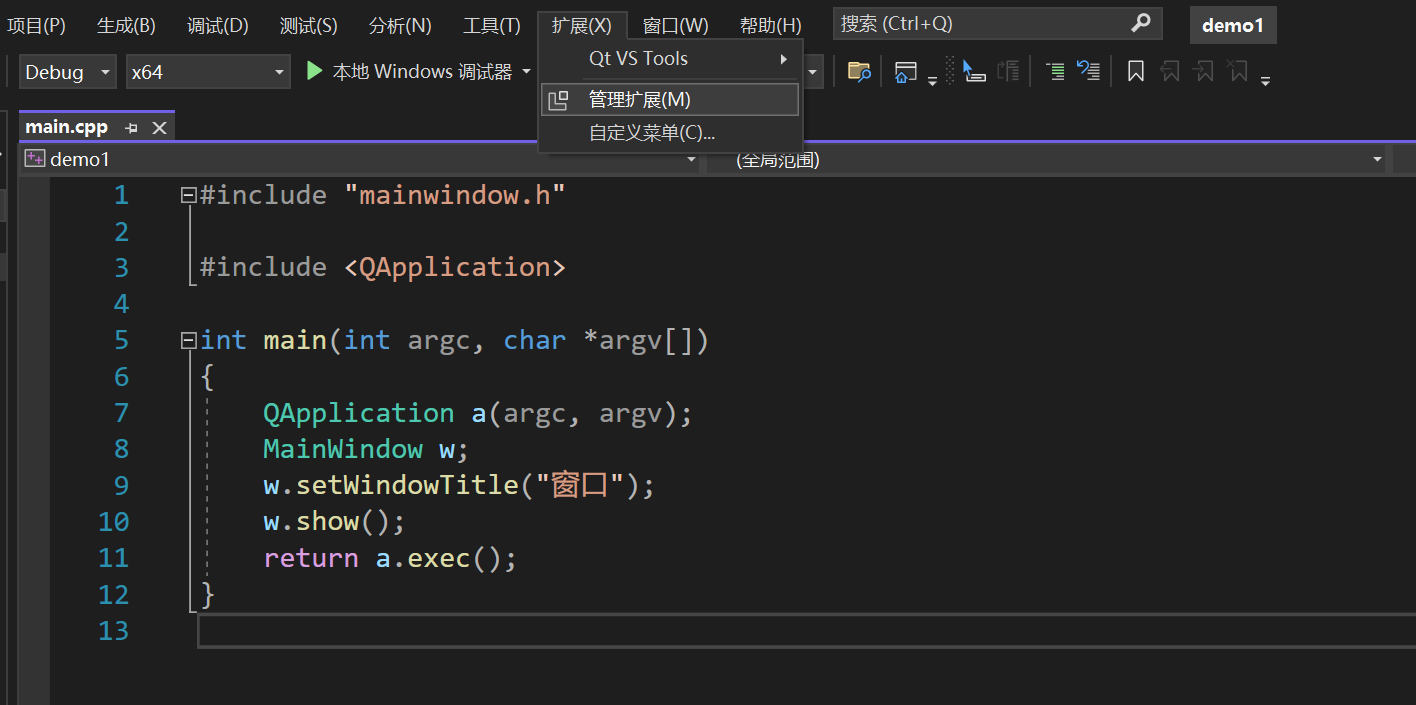 项目(P) 生成(B) 调试(D) 测试(S) 分析(N) 工具(T) 扩展(X) 窗口(W) 帮助(H) 搜索 (Ctrl+Q) demo1
Qt VS Tools
Debug x64 本地 Windows 调试器
管理扩展(M)
自定义菜单(C)...
main.cpp
demo1 (全局范围)
1 #include "mainwindow.h"
2
3 #include <QApplication>
4
5 int main(int argc, char *argv[])
6 {
7 QApplication a(argc, argv);
8 MainWindow w;
9 w.setWindowTitle("窗口");
10 w.show();
11 return a.exec();
12 }
13